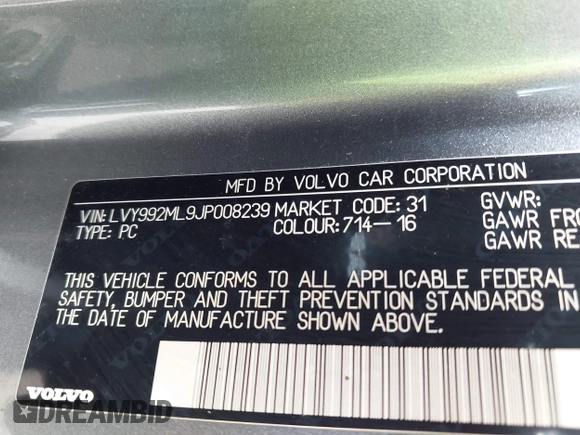 MFD BY VOLVO CAR CORPORATION
VIN: LVY992ML9JP008239 MARKET CODE: 31 GVWR:
TYPE: PC COLOUR: 714-16 GAWR FRO
GAWR RE
THIS VEHICLE CONFORMS TO ALL APPLICABLE FEDERAL
SAFETY, BUMPER AND THEFT PREVENTION STANDARDS IN
THE DATE OF MANUFACTURE SHOWN ABOVE.
VOLVO
DREAMBID